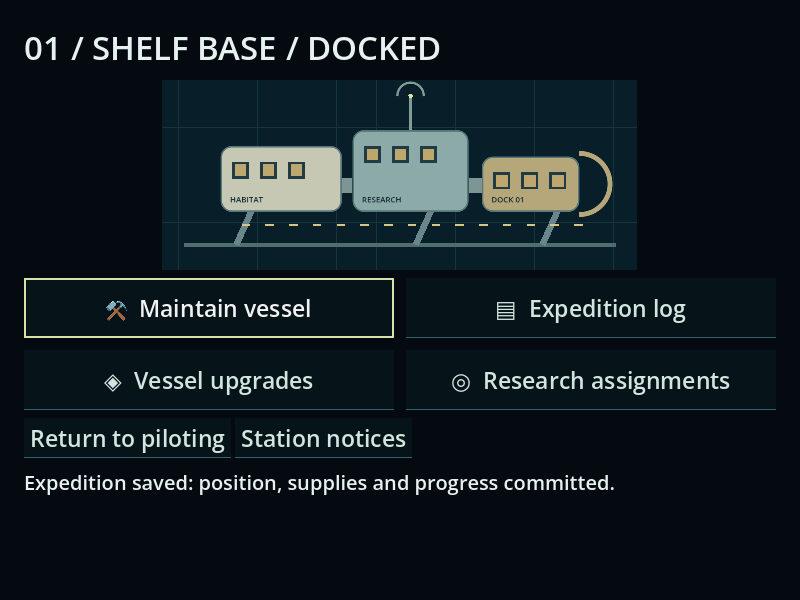 01 / SHELF BASE / DOCKED
HABITAT
RESEARCH
DOCK 01
Maintain vessel
Expedition log
Vessel upgrades
Research assignments
Return to piloting
Station notices
Expedition saved: position, supplies and progress committed.